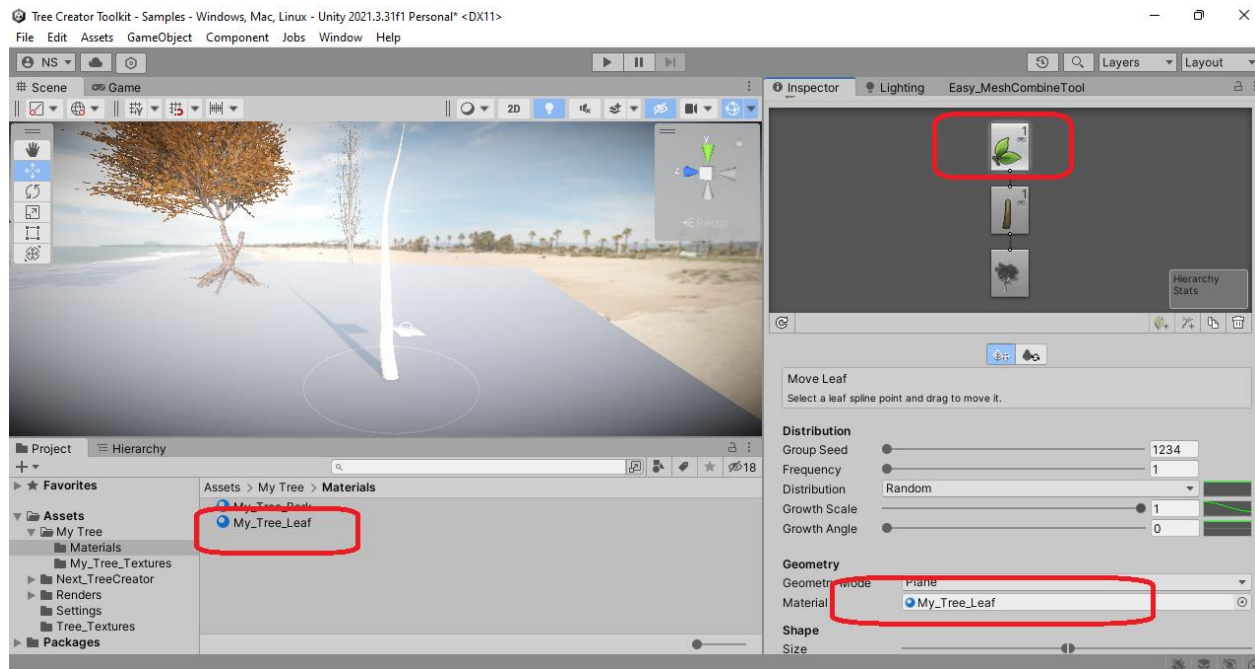 Tree Creator Toolkit - Samples - Windows, Mac, Linux - Unity 2021.3.31f1 Personal* <DX11>
File Edit Assets GameObject Component Jobs Window Help
NS Layers Layout
Scene Game
2D
Persp
Inspector Lighting Easy_MeshCombineTool
1
1
Hierarchy
Stats
Move Leaf
Select a leaf spline point and drag to move it.
Distribution
Group Seed 1234
Frequency 1
Distribution Random
Growth Scale 1
Growth Angle 0
Geometry
Geometry Mode Plane
Material My_Tree_Leaf
Shape
Size
Project Hierarchy
18
Favorites
Assets
My Tree
Materials
My_Tree_Textures
Next_TreeCreator
Renders
Settings
Tree_Textures
Packages
Assets > My Tree > Materials
My_Tree_Leaf